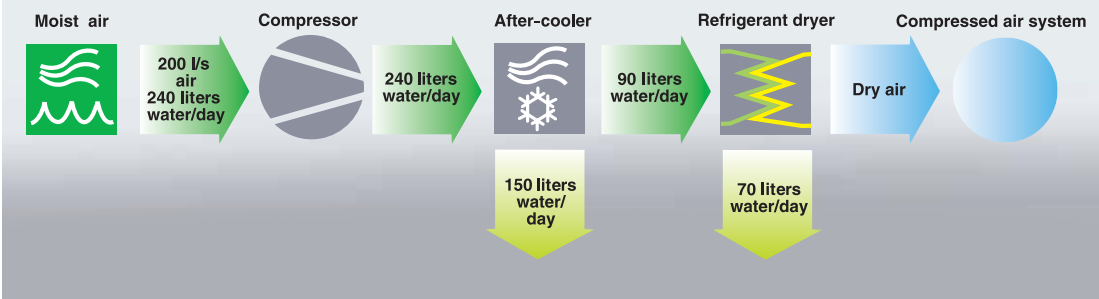 Moist air
Compressor
After-cooler
Refrigerant dryer
Compressed air system
200 l/s
air
240 liters
water/day
240 liters
water/day
90 liters
water/day
Dry air
150 liters
water/
day
70 liters
water/day